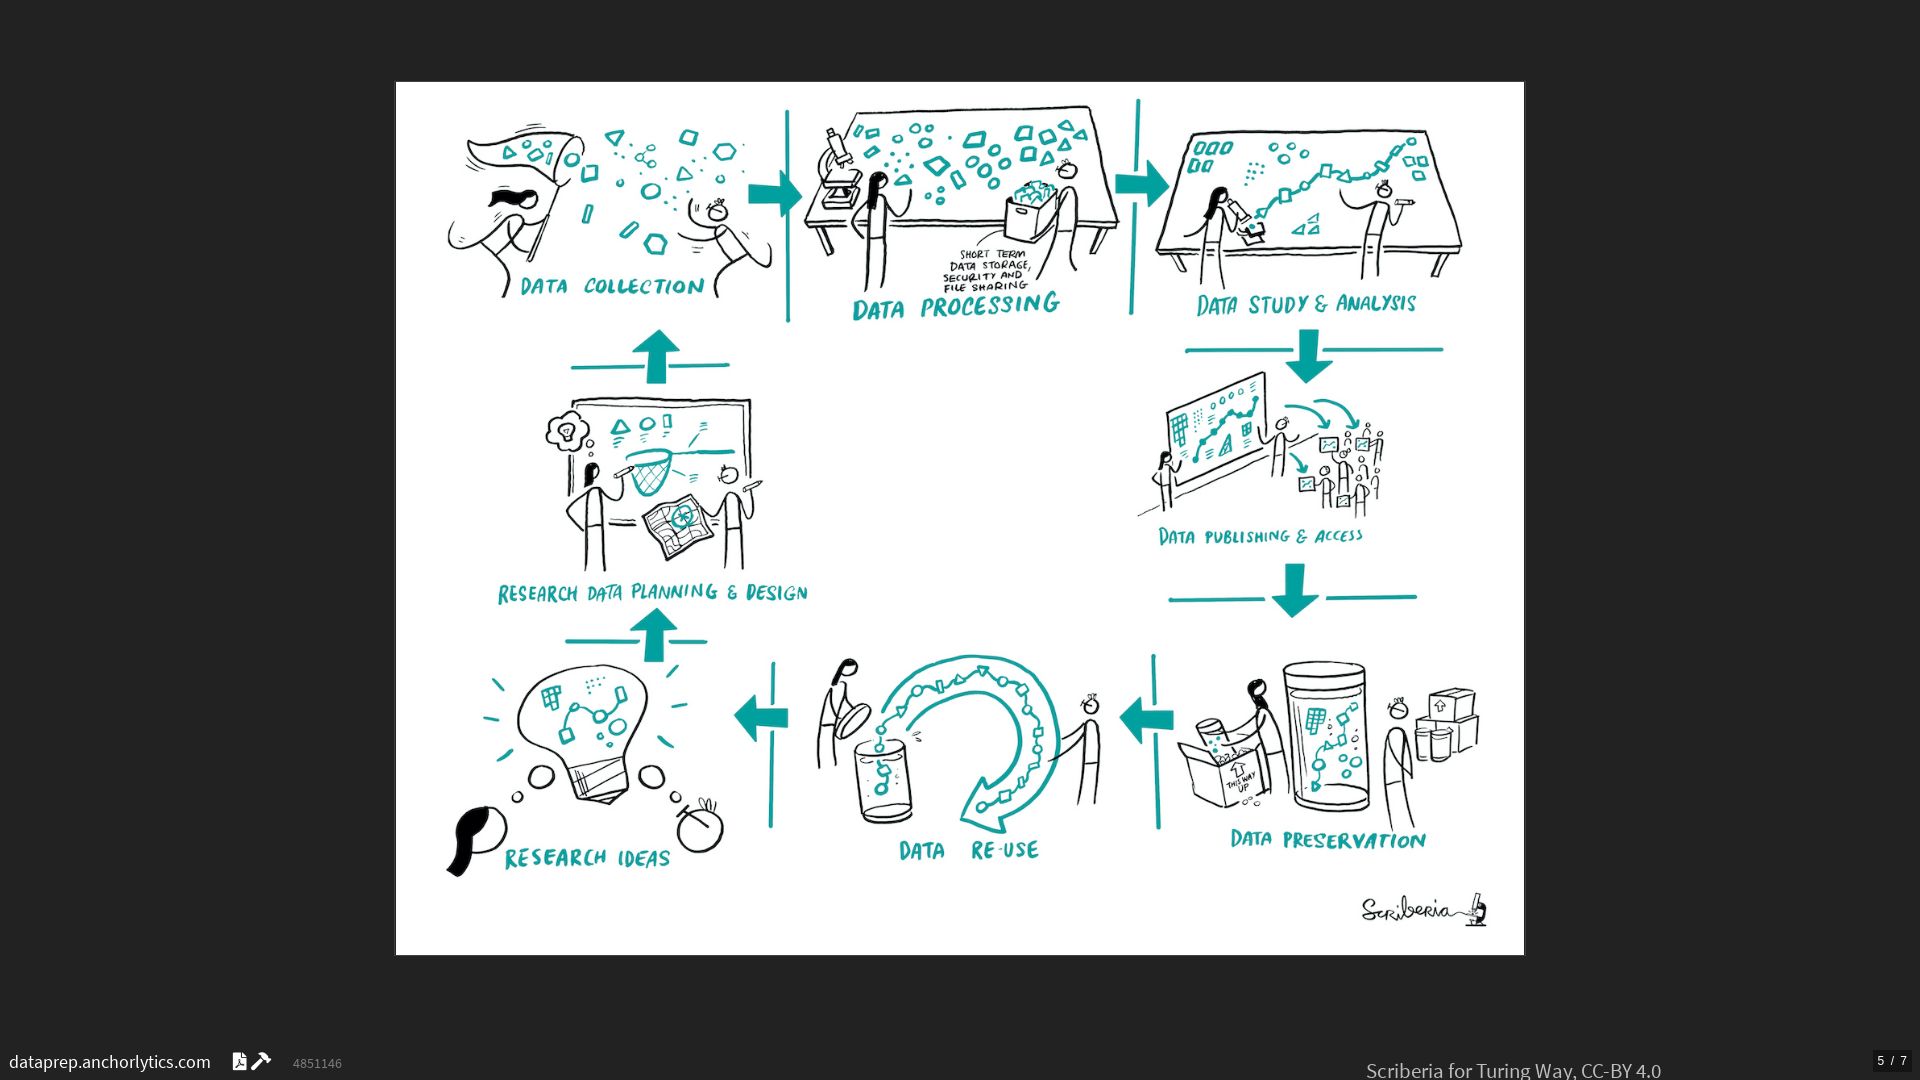 DATA COLLECTION
SHORT TERM
DATA STORAGE,
SECURITY AND
FILE SHARING
DATA PROCESSING
DATA STUDY & ANALYSIS
RESEARCH DATA PLANNING & DESIGN
DATA PUBLISHING & ACCESS
RESEARCH IDEAS
DATA RE-USE
THIS WAY
UP
DATA PRESERVATION
Scriberia
dataprep.anchorlytics.com
4851146
Scriberia for Turing Way, CC-BY 4.0
5 / 7